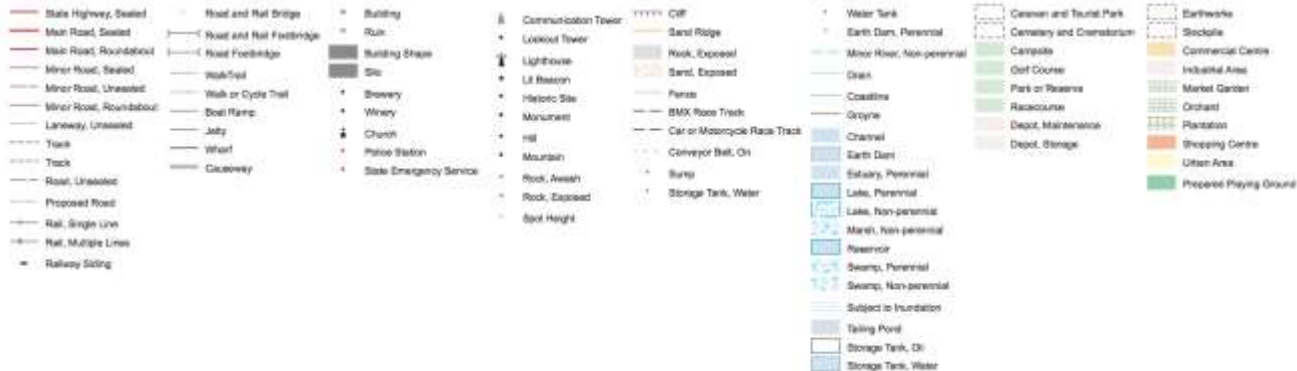 State Highway, Sealed
Main Road, Sealed
Main Road, Roundabout
Minor Road, Sealed
Minor Road, Unsealed
Minor Road, Roundabout
Laneway, Unsealed
Track
Track
Road, Unsealed
Proposed Road
Rail, Single Line
Rail, Multiple Lines
Railway Siding
Road and Rail Bridge
Road and Rail Footbridge
Road Footbridge
WalkTrail
Walk or Cycle Trail
Boat Ramp
Jetty
Wharf
Causeway
Building
Ruin
Building Shape
Silo
Brewery
Winery
Church
Police Station
State Emergency Service
Communication Tower
Lookout Tower
Lighthouse
Lit Beacon
Historic Site
Monument
Hill
Mountain
Rock, Awash
Rock, Exposed
Spot Height
Cliff
Sand Ridge
Rock, Exposed
Sand, Exposed
Fence
BMX Race Track
Car or Motorcycle Race Track
Conveyor Belt, On
Sump
Storage Tank, Water
Water Tank
Earth Dam, Perennial
Minor River, Non-perennial
Drain
Coastline
Groyne
Channel
Earth Dam
Estuary, Perennial
Lake, Perennial
Lake, Non-perennial
Marsh, Non-perennial
Reservoir
Swamp, Perennial
Swamp, Non-perennial
Subject to Inundation
Tailing Pond
Storage Tank, Oil
Storage Tank, Water
Caravan and Tourist Park
Cemetery and Crematorium
Campsite
Golf Course
Park or Reserve
Racecourse
Depot, Maintenance
Depot, Storage
Earthworks
Stockpile
Commercial Centre
Industrial Area
Market Garden
Orchard
Plantation
Shopping Centre
Urban Area
Prepared Playing Ground